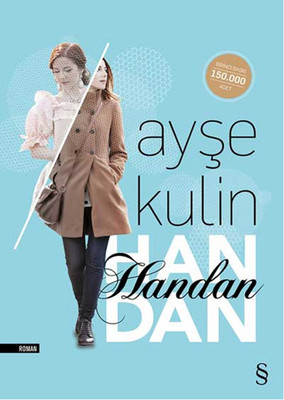 BİRİNCİ BASKI
150.000
ADET
ayşe
kulin
HAN
Handan
DAN
ROMAN